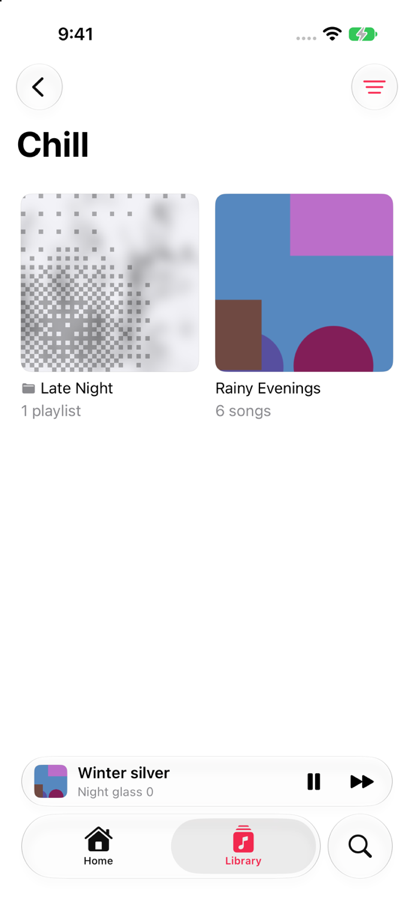 9:41
Chill
Late Night
1 playlist
Rainy Evenings
6 songs
Winter silver
Night glass 0
Home
Library